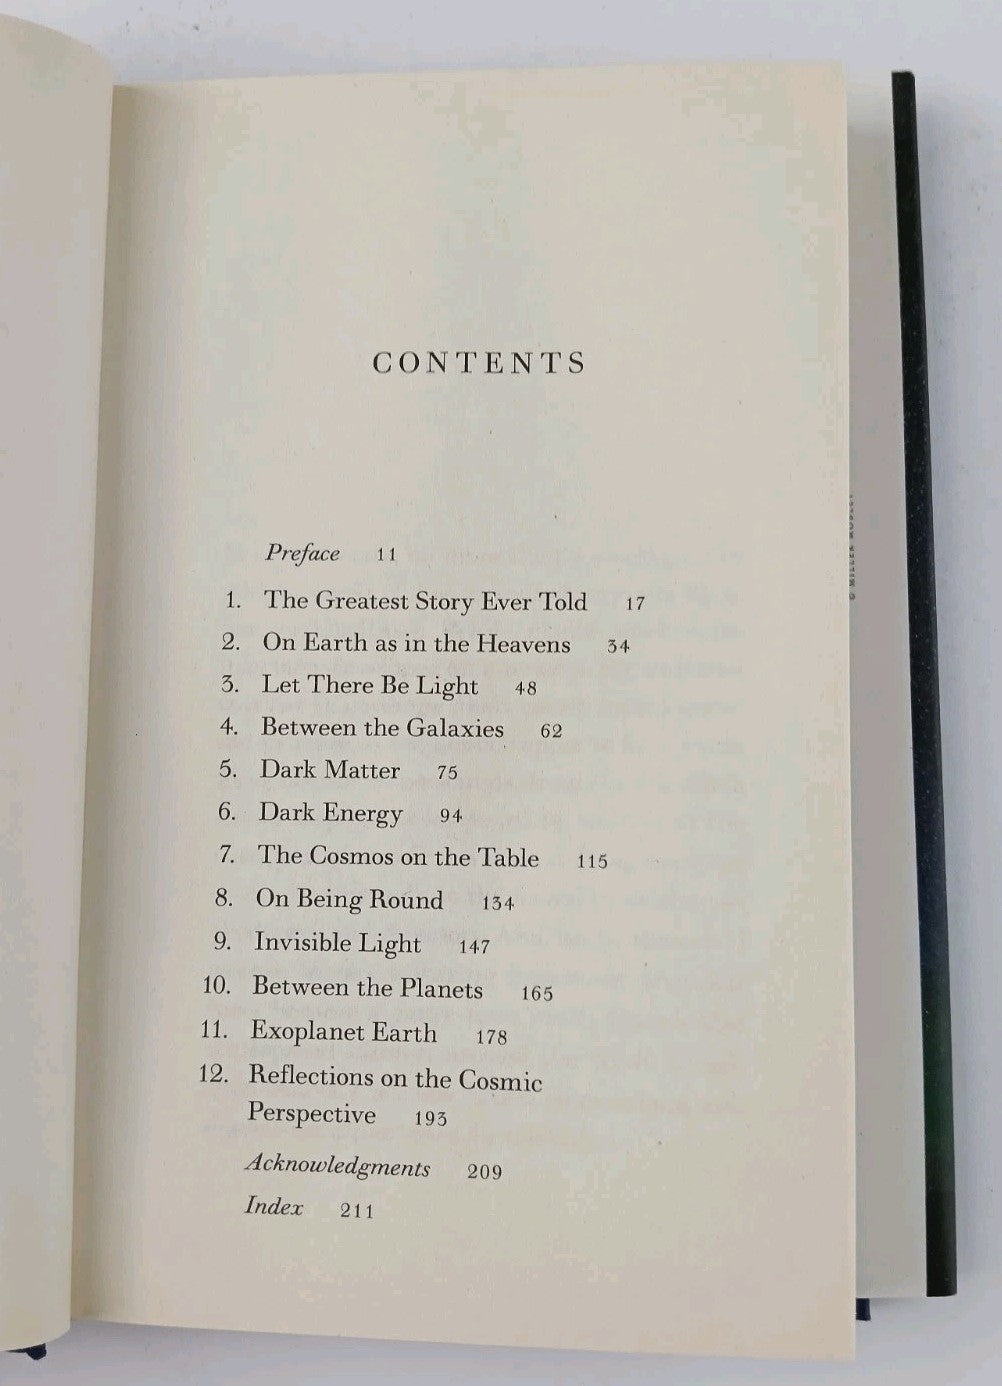 CONTENTS
Preface 11
1. The Greatest Story Ever Told 17
2. On Earth as in the Heavens 34
3. Let There Be Light 48
4. Between the Galaxies 62
5. Dark Matter 75
6. Dark Energy 94
7. The Cosmos on the Table 115
8. On Being Round 134
9. Invisible Light 147
10. Between the Planets 165
11. Exoplanet Earth 178
12. Reflections on the Cosmic
Perspective 193
Acknowledgments 209
Index 211
© MILLER